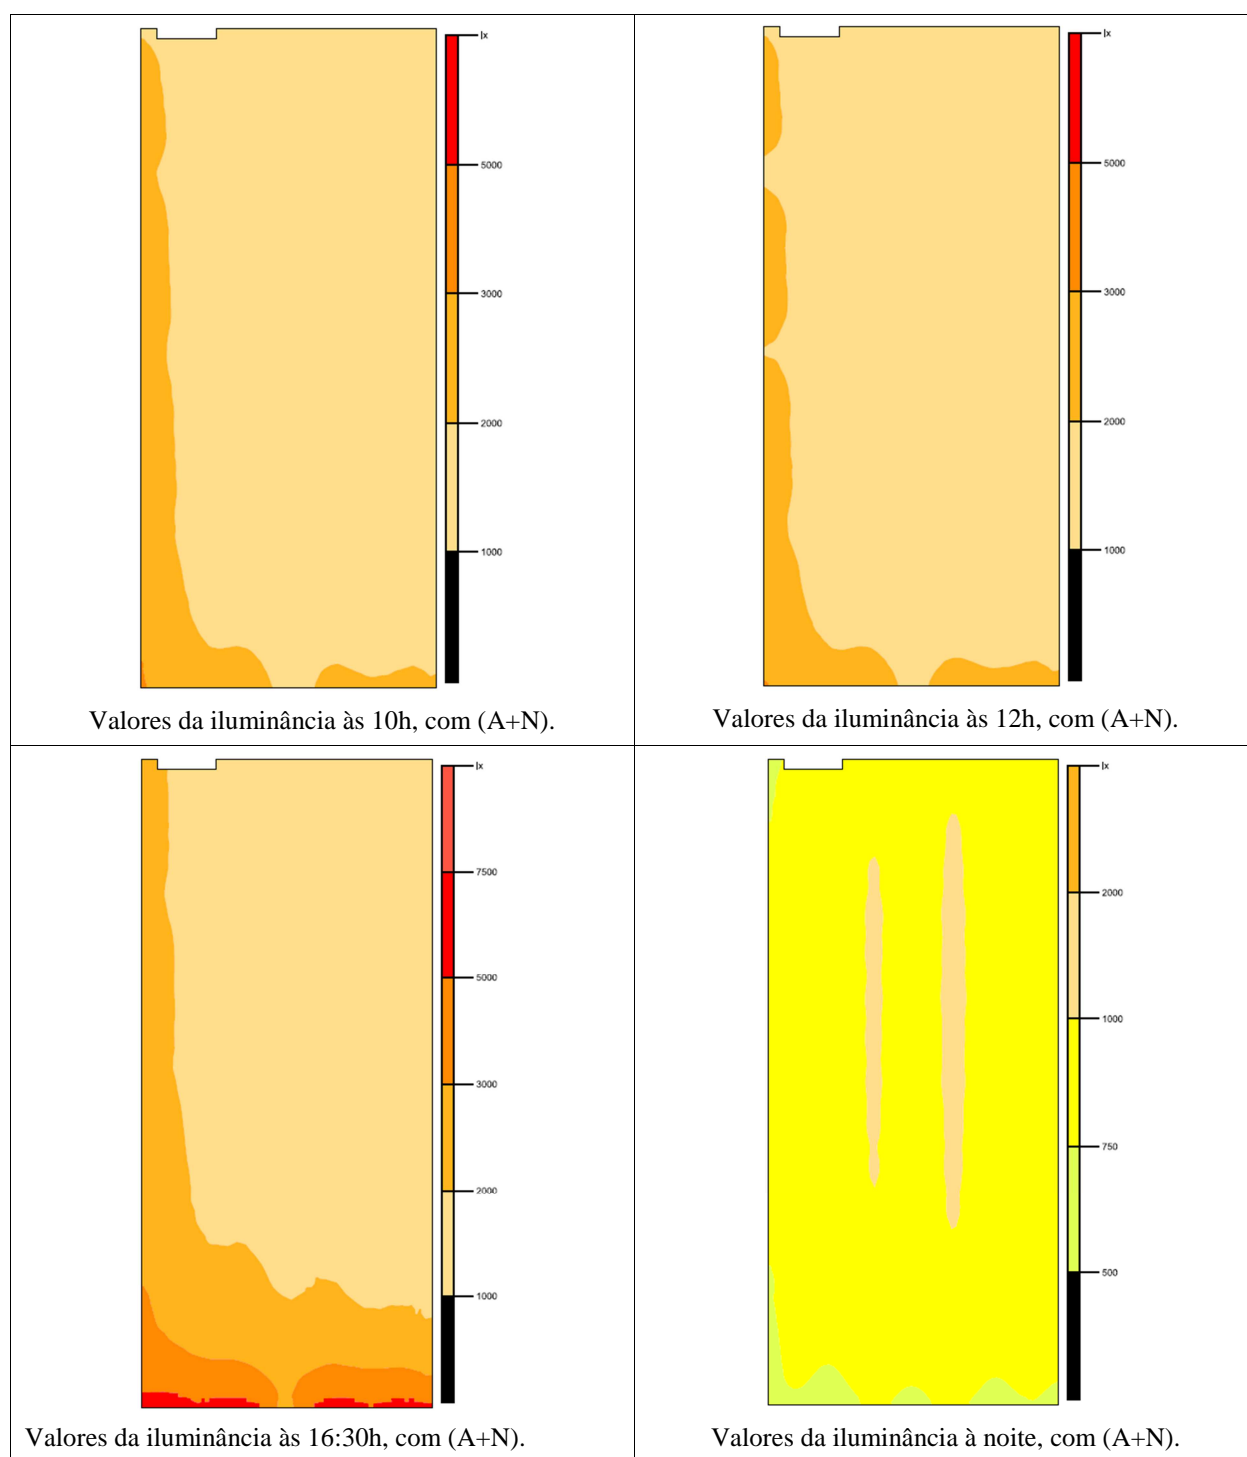 lx
5000
3000
2000
1000
Valores da iluminância às 10h, com (A+N).
lx
5000
3000
2000
1000
Valores da iluminância às 12h, com (A+N).
lx
7500
5000
3000
2000
1000
Valores da iluminância às 16:30h, com (A+N).
lx
2000
1000
750
500
Valores da iluminância à noite, com (A+N).